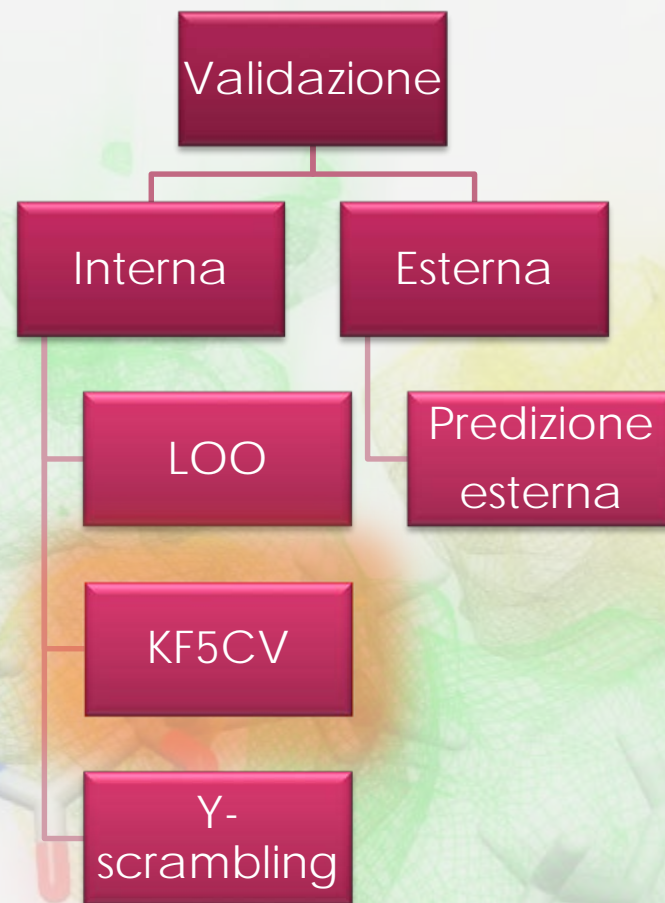 Validazione
Interna
Esterna
LOO
Predizione
esterna
KF5CV
Y-
scrambling